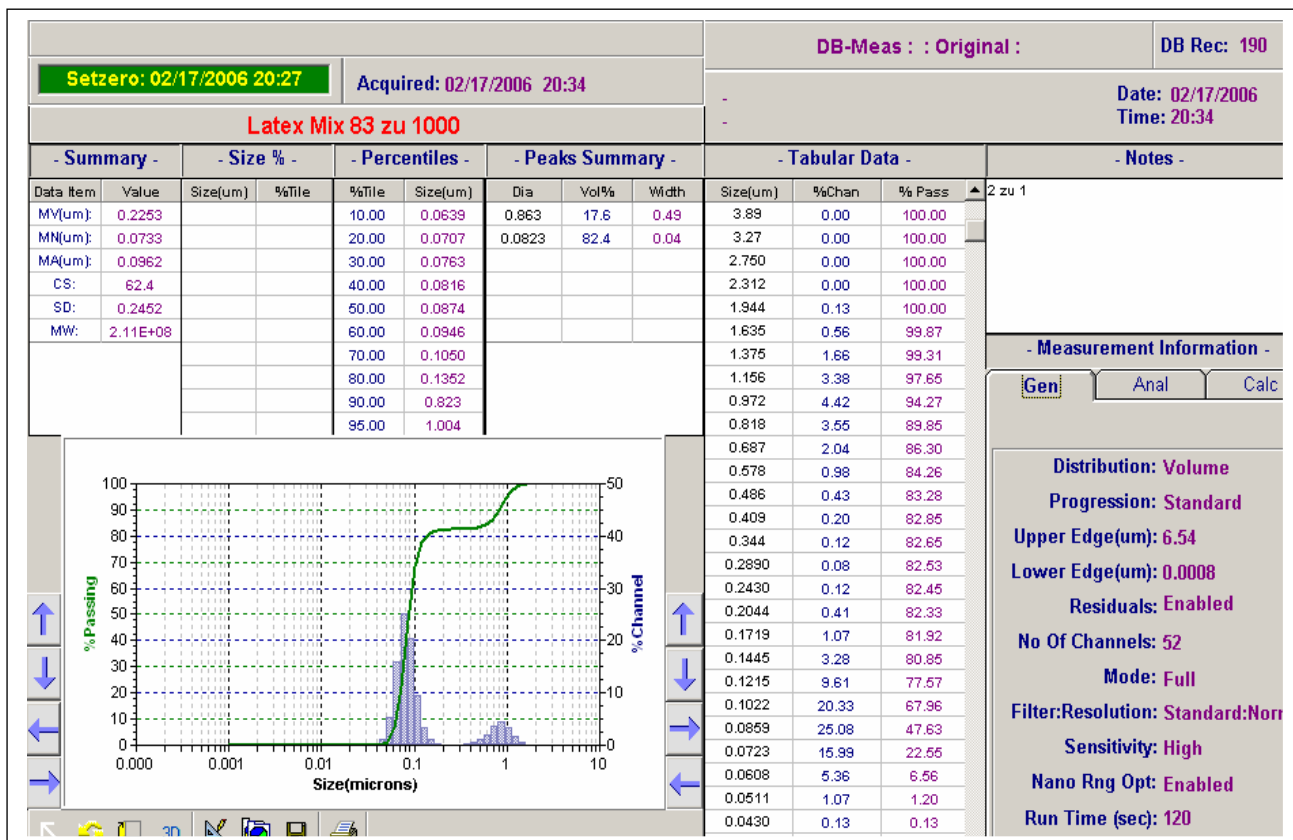 DB-Meas : : Original :
DB Rec: 190
Setzero: 02/17/2006 20:27
Acquired: 02/17/2006 20:34
-
Date: 02/17/2006
-
Time: 20:34
Latex Mix 83 zu 1000
- Summary -
Data Item Value
MV(um): 0.2253
MN(um): 0.0733
MA(um): 0.0962
CS: 62.4
SD: 0.2452
MW: 2.11E+08
- Size % -
Size(um) %Tile
- Percentiles -
%Tile Size(um)
10.00 0.0639
20.00 0.0707
30.00 0.0763
40.00 0.0816
50.00 0.0874
60.00 0.0946
70.00 0.1050
80.00 0.1352
90.00 0.823
95.00 1.004
- Peaks Summary -
Dia Vol% Width
0.863 17.6 0.49
0.0823 82.4 0.04
- Tabular Data -
Size(um) %Chan % Pass
3.89 0.00 100.00
3.27 0.00 100.00
2.750 0.00 100.00
2.312 0.00 100.00
1.944 0.13 100.00
1.635 0.56 99.87
1.375 1.66 99.31
1.156 3.38 97.65
0.972 4.42 94.27
0.818 3.55 89.85
0.687 2.04 86.30
0.578 0.98 84.26
0.486 0.43 83.28
0.409 0.20 82.85
0.344 0.12 82.65
0.2890 0.08 82.53
0.2430 0.12 82.45
0.2044 0.41 82.33
0.1719 1.07 81.92
0.1445 3.28 80.85
0.1215 9.61 77.57
0.1022 20.33 67.96
0.0859 25.08 47.63
0.0723 15.99 22.55
0.0608 5.36 6.56
0.0511 1.07 1.20
0.0430 0.13 0.13
- Notes -
2 zu 1
- Measurement Information -
Gen Anal Calc
Distribution: Volume
Progression: Standard
Upper Edge(um): 6.54
Lower Edge(um): 0.0008
Residuals: Enabled
No Of Channels: 52
Mode: Full
Filter:Resolution: Standard:Norr
Sensitivity: High
Nano Rng Opt: Enabled
Run Time (sec): 120
%Passing
100
90
80
70
60
50
40
30
20
10
0
50
40
30
20
10
0
%Channel
0.000 0.001 0.01 0.1 1 10
Size(microns)
3D